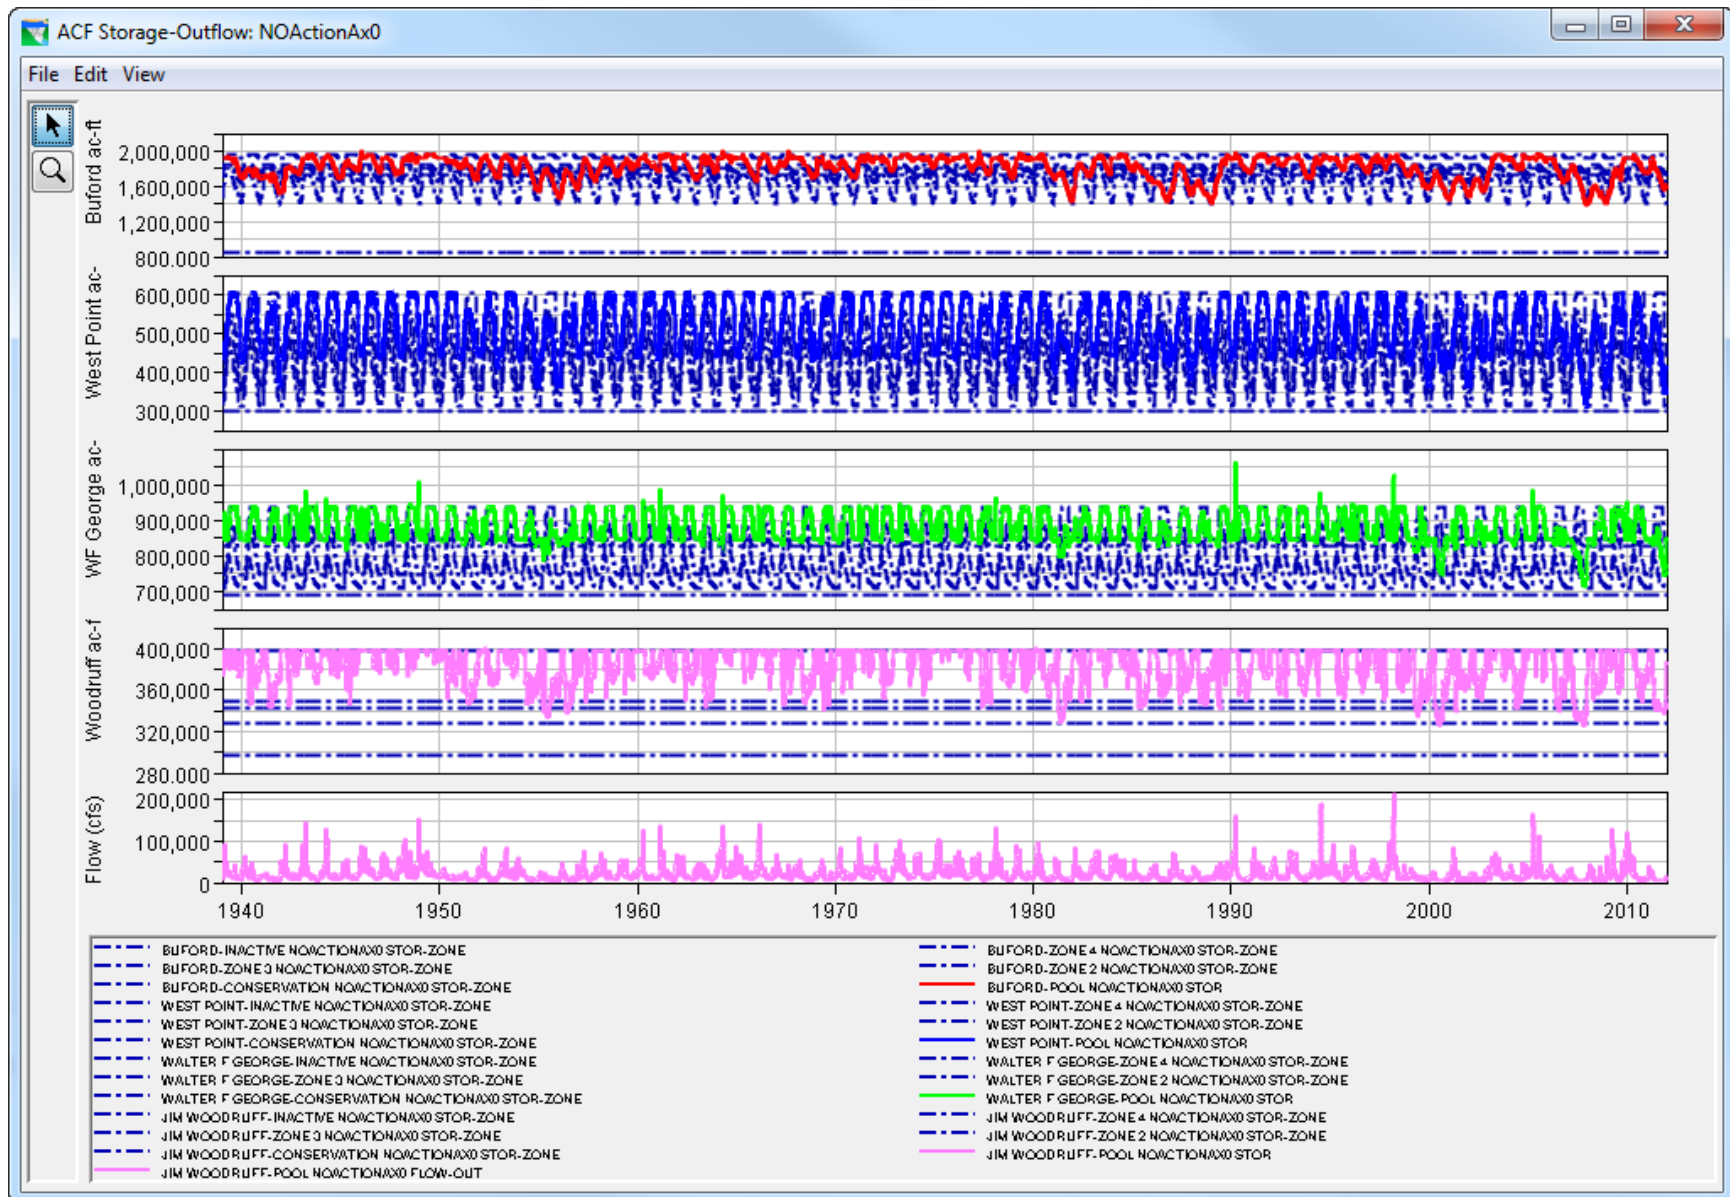 ACF Storage-Outflow: NOActionAx0
File Edit View
Buford ac-ft
2,000,000
1,600,000
1,200,000
800.000
West Point ac-
600,000
500,000
400,000
300,000
WF George ac-
1,000,000
900,000
800,000
700,000
Woodruff ac-f
400,000
360,000
320,000
280.000
Flow (cfs)
200,000
100,000
0
1940 1950 1960 1970 1980 1990 2000 2010
BUFORD-INACTIVE NOACTIONAX0 STOR-ZONE
BUFORD-ZONE 4 NOACTIONAX0 STOR-ZONE
BUFORD-ZONE 3 NOACTIONAX0 STOR-ZONE
BUFORD-ZONE 2 NOACTIONAX0 STOR-ZONE
BUFORD-CONSERVATION NOACTIONAX0 STOR-ZONE
BUFORD-POOL NOACTIONAX0 STOR
WEST POINT-INACTIVE NOACTIONAX0 STOR-ZONE
WEST POINT-ZONE 4 NOACTIONAX0 STOR-ZONE
WEST POINT-ZONE 3 NOACTIONAX0 STOR-ZONE
WEST POINT-ZONE 2 NOACTIONAX0 STOR-ZONE
WEST POINT-CONSERVATION NOACTIONAX0 STOR-ZONE
WEST POINT-POOL NOACTIONAX0 STOR
WALTER F GEORGE-INACTIVE NOACTIONAX0 STOR-ZONE
WALTER F GEORGE-ZONE 4 NOACTIONAX0 STOR-ZONE
WALTER F GEORGE-ZONE 3 NOACTIONAX0 STOR-ZONE
WALTER F GEORGE-ZONE 2 NOACTIONAX0 STOR-ZONE
WALTER F GEORGE-CONSERVATION NOACTIONAX0 STOR-ZONE
WALTER F GEORGE-POOL NOACTIONAX0 STOR
JIM WOODRUFF-INACTIVE NOACTIONAX0 STOR-ZONE
JIM WOODRUFF-ZONE 4 NOACTIONAX0 STOR-ZONE
JIM WOODRUFF-ZONE 3 NOACTIONAX0 STOR-ZONE
JIM WOODRUFF-ZONE 2 NOACTIONAX0 STOR-ZONE
JIM WOODRUFF-CONSERVATION NOACTIONAX0 STOR-ZONE
JIM WOODRUFF-POOL NOACTIONAX0 STOR
JIM WOODRUFF-POOL NOACTIONAX0 FLOW-OUT